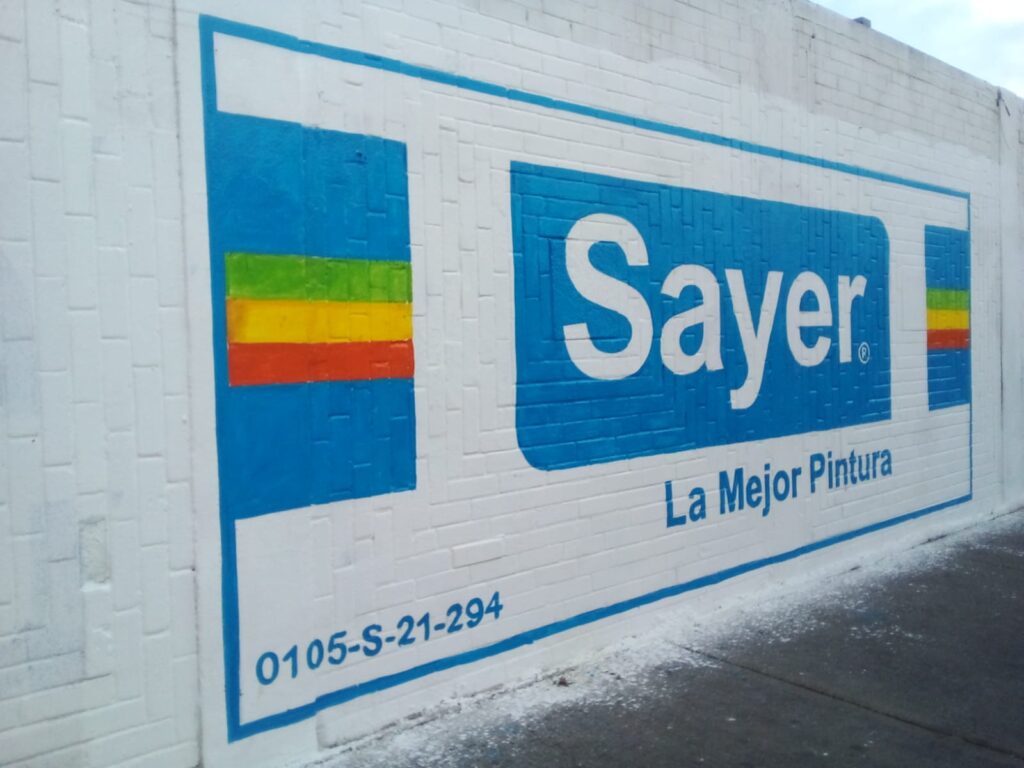 Sayer®
La Mejor Pintura
0105-S-21-294